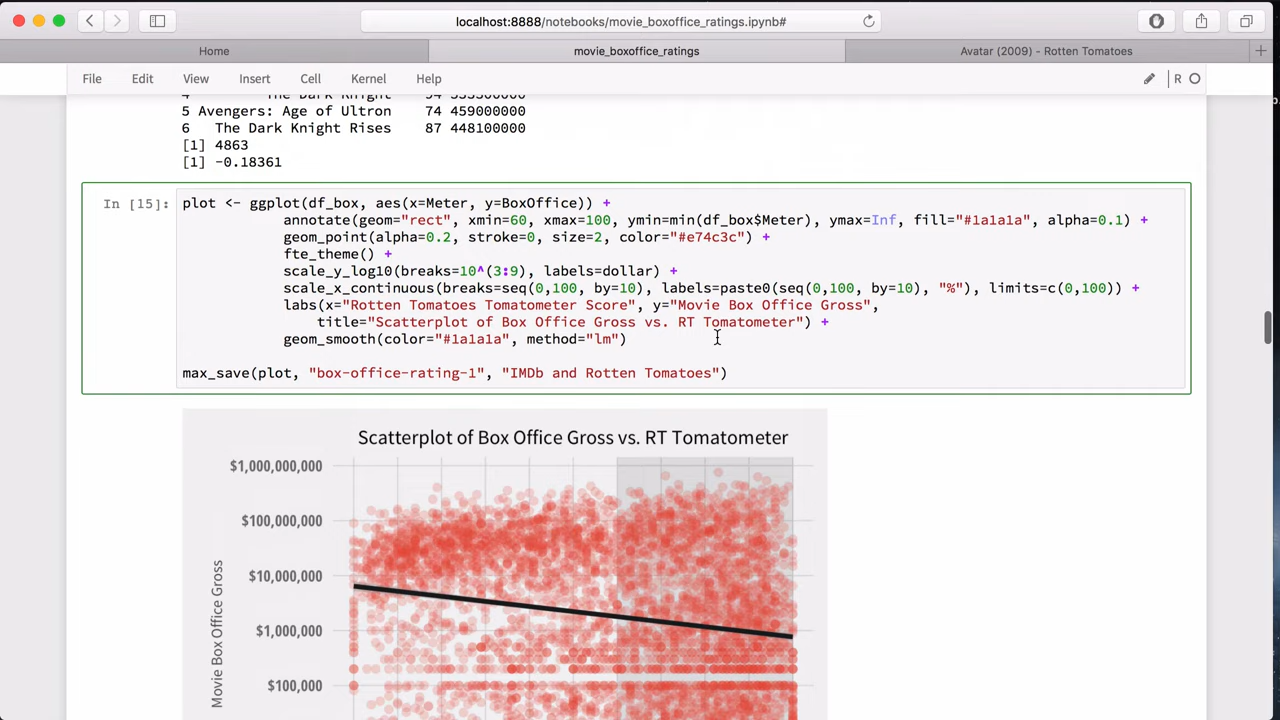 localhost:8888/notebooks/movie_boxoffice_ratings.ipynb#
Home
movie_boxoffice_ratings
Avatar (2009) - Rotten Tomatoes
File Edit View Insert Cell Kernel Help
R
4 The Dark Knight 94 533300000
5 Avengers: Age of Ultron 74 459000000
6 The Dark Knight Rises 87 448100000
[1] 4863
[1] -0.18361
In [15]:
plot <- ggplot(df_box, aes(x=Meter, y=BoxOffice)) +
annotate(geom="rect", xmin=60, xmax=100, ymin=min(df_box$Meter), ymax=Inf, fill="#1a1a1a", alpha=0.1) +
geom_point(alpha=0.2, stroke=0, size=2, color="#e74c3c") +
fte_theme() +
scale_y_log10(breaks=10^(3:9), labels=dollar) +
scale_x_continuous(breaks=seq(0,100, by=10), labels=paste0(seq(0,100, by=10), "%"), limits=c(0,100)) +
labs(x="Rotten Tomatoes Tomatometer Score", y="Movie Box Office Gross",
title="Scatterplot of Box Office Gross vs. RT Tomatometer") +
geom_smooth(color="#1a1a1a", method="lm")
max_save(plot, "box-office-rating-1", "IMDb and Rotten Tomatoes")
Scatterplot of Box Office Gross vs. RT Tomatometer
$1,000,000,000
$100,000,000
$10,000,000
$1,000,000
$100,000
Movie Box Office Gross